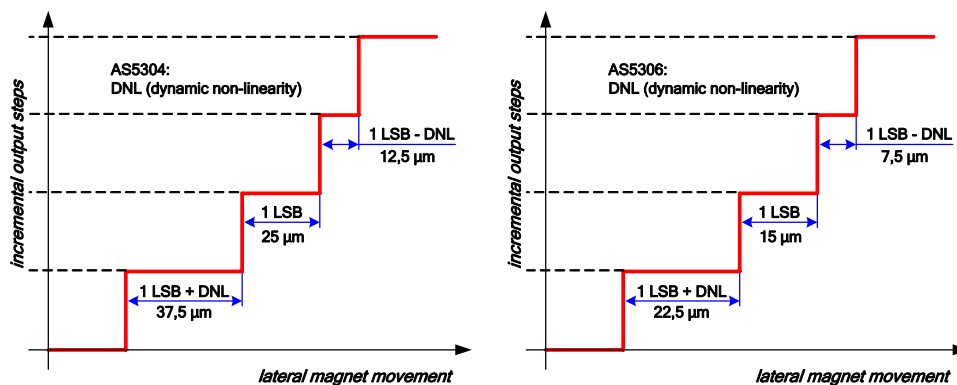 AS5304:
DNL (dynamic non-linearity)
1 LSB - DNL
12,5 µm
1 LSB
25 µm
1 LSB + DNL
37,5 µm
incremental output steps
lateral magnet movement
AS5306:
DNL (dynamic non-linearity)
1 LSB - DNL
7,5 µm
1 LSB
15 µm
1 LSB + DNL
22,5 µm
incremental output steps
lateral magnet movement